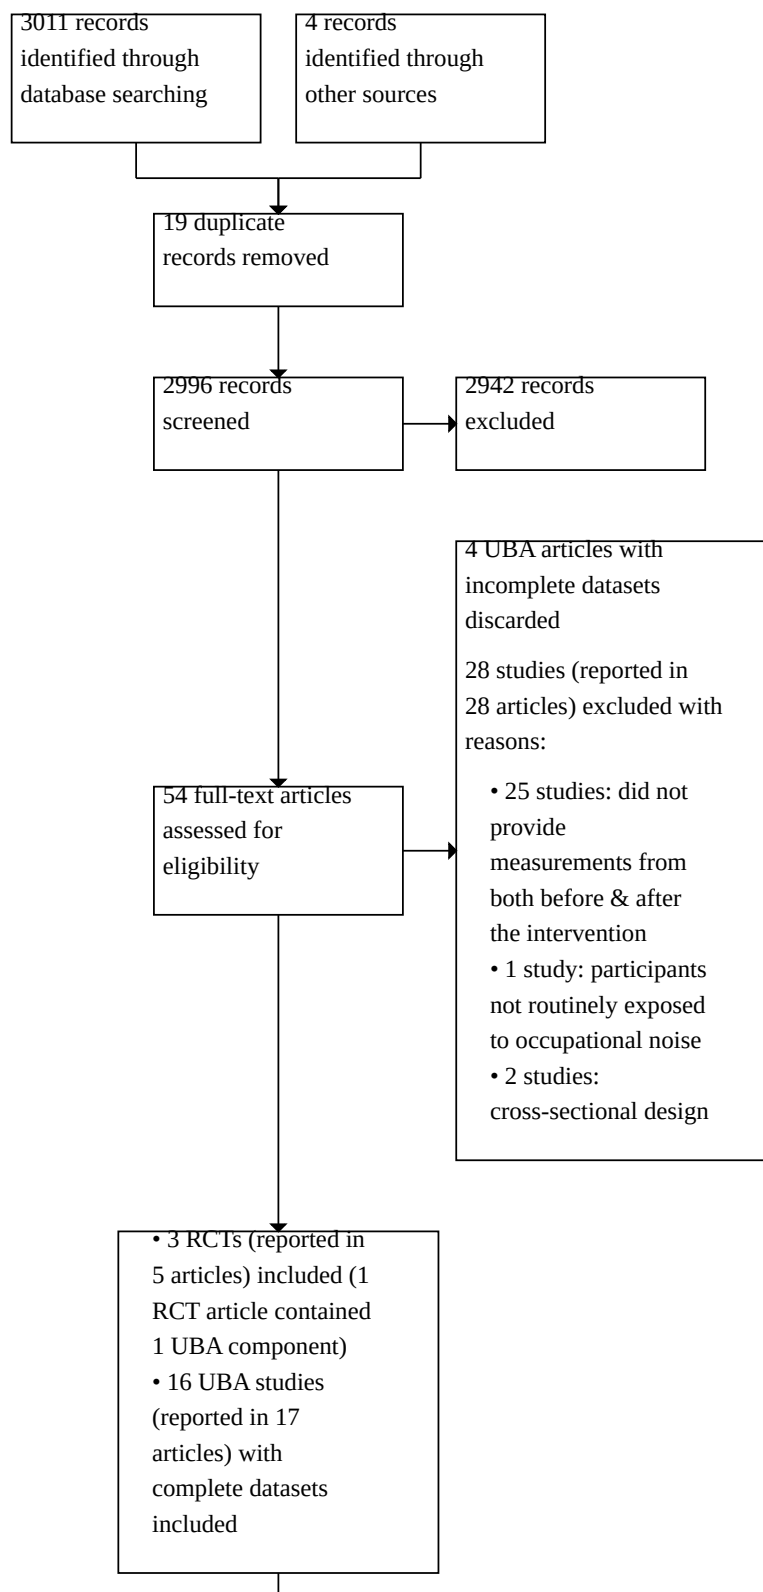 3011 records
identified through
database searching
4 records
identified through
other sources
19 duplicate
records removed
2996 records
screened
2942 records
excluded
4 UBA articles with
incomplete datasets
discarded
28 studies (reported in
28 articles) excluded with
reasons:
• 25 studies: did not
provide
measurements from
both before & after
the intervention
• 1 study: participants
not routinely exposed
to occupational noise
• 2 studies:
cross-sectional design
54 full-text articles
assessed for
eligibility
• 3 RCTs (reported in
5 articles) included (1
RCT article contained
1 UBA component)
• 16 UBA studies
(reported in 17
articles) with
complete datasets
included